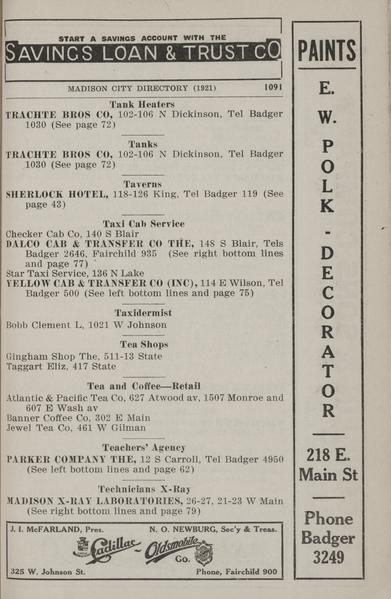 START A SAVINGS ACCOUNT WITH THE
SAVINGS LOAN & TRUST CO
MADISON CITY DIRECTORY (1921) 1091
Tank Heaters
TRACHTE BROS CO, 102-106 N Dickinson, Tel Badger
1030 (See page 72)
Tanks
TRACHTE BROS CO, 102-106 N Dickinson, Tel Badger
1030 (See page 72)
Taverns
SHERLOCK HOTEL, 118-126 King, Tel Badger 119 (See
page 43)
Taxi Cab Service
Checker Cab Co, 140 S Blair
DALCO CAB & TRANSFER CO THE, 148 S Blair, Tels
Badger 2646, Fairchild 935 (See right bottom lines
and page 77)
Star Taxi Service, 136 N Lake
YELLOW CAB & TRANSFER CO (INC), 114 E Wilson, Tel
Badger 500 (See left bottom lines and page 75)
Taxidermist
Bobb Clement L, 1021 W Johnson
Tea Shops
Gingham Shop The, 511-13 State
Taggart Eliz, 417 State
Tea and Coffee—Retail
Atlantic & Pacific Tea Co, 627 Atwood av, 1507 Monroe and
607 E Wash av
Banner Coffee Co, 302 E Main
Jewel Tea Co, 461 W Gilman
Teachers' Agency
PARKER COMPANY THE, 12 S Carroll, Tel Badger 4950
(See left bottom lines and page 62)
Technicians X-Ray
MADISON X-RAY LABORATORIES, 26-27, 21-23 W Main
(See right bottom lines and page 79)
J. I. McFARLAND, Pres. N. O. NEWBURG, Sec'y & Treas.
Cadillac - Oldsmobile
Co.
325 W. Johnson St. Phone, Fairchild 900
PAINTS
E. W. POLK - DECORATOR
218 E.
Main St
Phone
Badger
3249